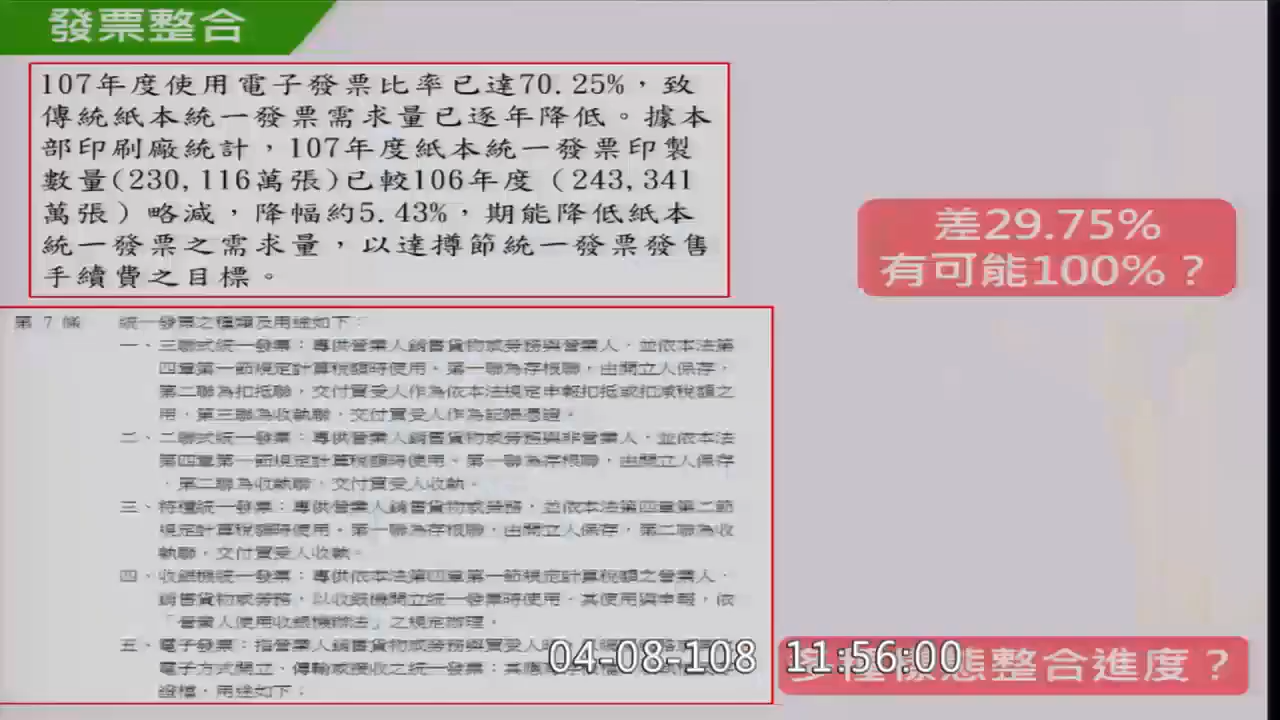 發票整合
107年度使用電子發票比率已達70.25%，致
傳統紙本統一發票需求量已逐年降低。據本
部印刷廠統計，107年度紙本統一發票印製
數量(230,116萬張)已較106年度（243,341
萬張）略減，降幅約5.43%，期能降低紙本
統一發票之需求量，以達撙節統一發票發售
手續費之目標。
差29.75%
有可能100%？
第 7 條 統一發票之種類及用途如下：
一、三聯式統一發票：專供營業人銷售貨物或勞務與營業人，並依本法第
四章第一節規定計算稅額時使用。第一聯為存根聯，由開立人保存，
第二聯為扣抵聯，交付買受人作為依本法規定申報扣抵或扣減稅額之
用，第三聯為收執聯，交付買受人作為記帳憑證。
二、二聯式統一發票：專供營業人銷售貨物或勞務與非營業人，並依本法
第四章第一節規定計算稅額時使用。第一聯為存根聯，由開立人保存
，第二聯為收執聯，交付買受人收執。
三、特種統一發票：專供營業人銷售貨物或勞務，並依本法第四章第二節
規定計算稅額時使用。第一聯為存根聯，由開立人保存，第二聯為收
執聯，交付買受人收執。
四、收銀機統一發票：專供依本法第四章第一節規定計算稅額之營業人，
銷售貨物或勞務，以收銀機開立統一發票時使用。其使用與申報，依
「營業人使用收銀機辦法」之規定辦理。
五、電子發票：指營業人銷售貨物或勞務與買受人
電子方式開立、傳輸或接收之統一發票；其應
證檔，用途如下：
04-08-108 11:56:00
多種樣態整合進度？